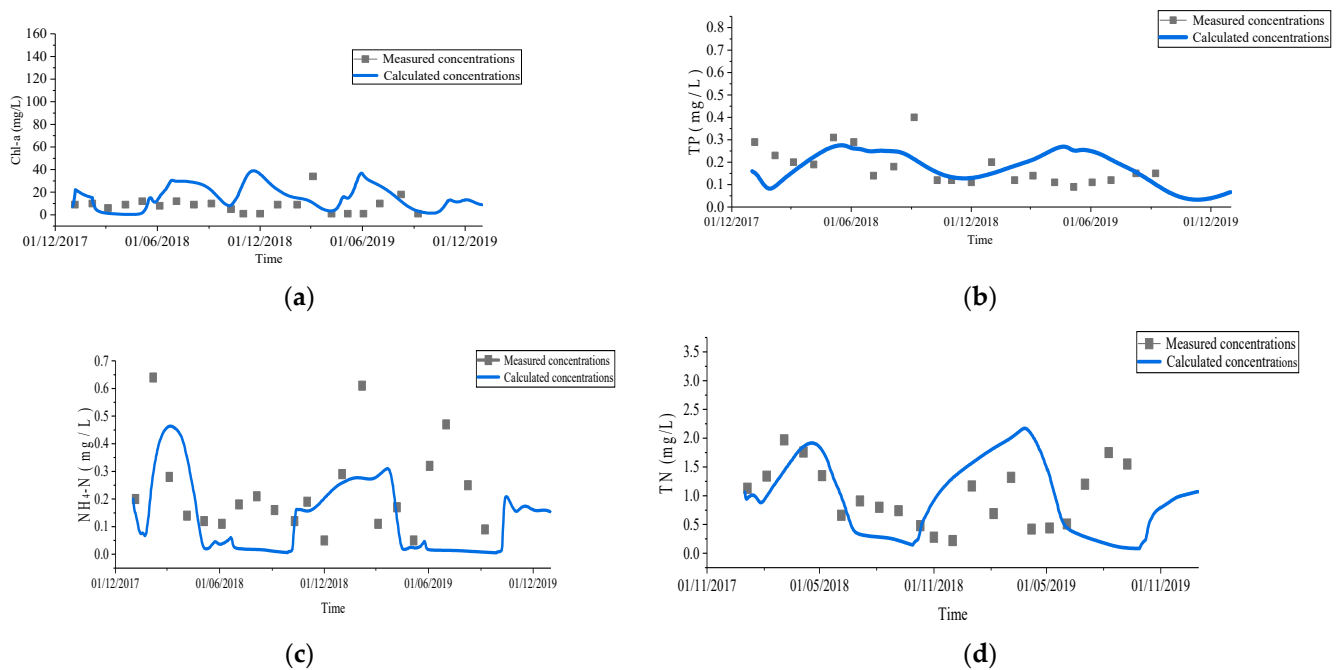 160
140
120
100
80
60
40
20
0
Chl-a (mg/L)
Measured concentrations
Calculated concentrations
01/12/2017 01/06/2018 01/12/2018 01/06/2019 01/12/2019
Time
(a)
0.8
0.7
0.6
0.5
0.4
0.3
0.2
0.1
0.0
TP ( mg / L )
Measured concentrations
Calculated concentrations
01/12/2017 01/06/2018 01/12/2018 01/06/2019 01/12/2019
Time
(b)
0.7
0.6
0.5
0.4
0.3
0.2
0.1
0.0
NH4-N ( mg / L )
Measured concentrations
Calculated concentrations
01/12/2017 01/06/2018 01/12/2018 01/06/2019 01/12/2019
Time
(c)
3.5
3.0
2.5
2.0
1.5
1.0
0.5
0.0
TN (mg/L)
Measured concentrations
Calculated concentrations
01/11/2017 01/05/2018 01/11/2018 01/05/2019 01/11/2019
Time
(d)